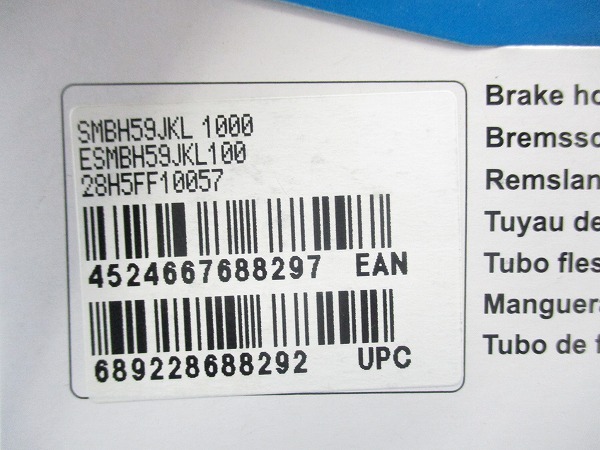 SMBH59JKL 1000
ESMBH59JKL100
28H5FF10057
4524667688297 EAN
689228688292 UPC
Brake ho
Bremssc
Remslan
Tuyau de
Tubo fles
Manguera
Tubo de f